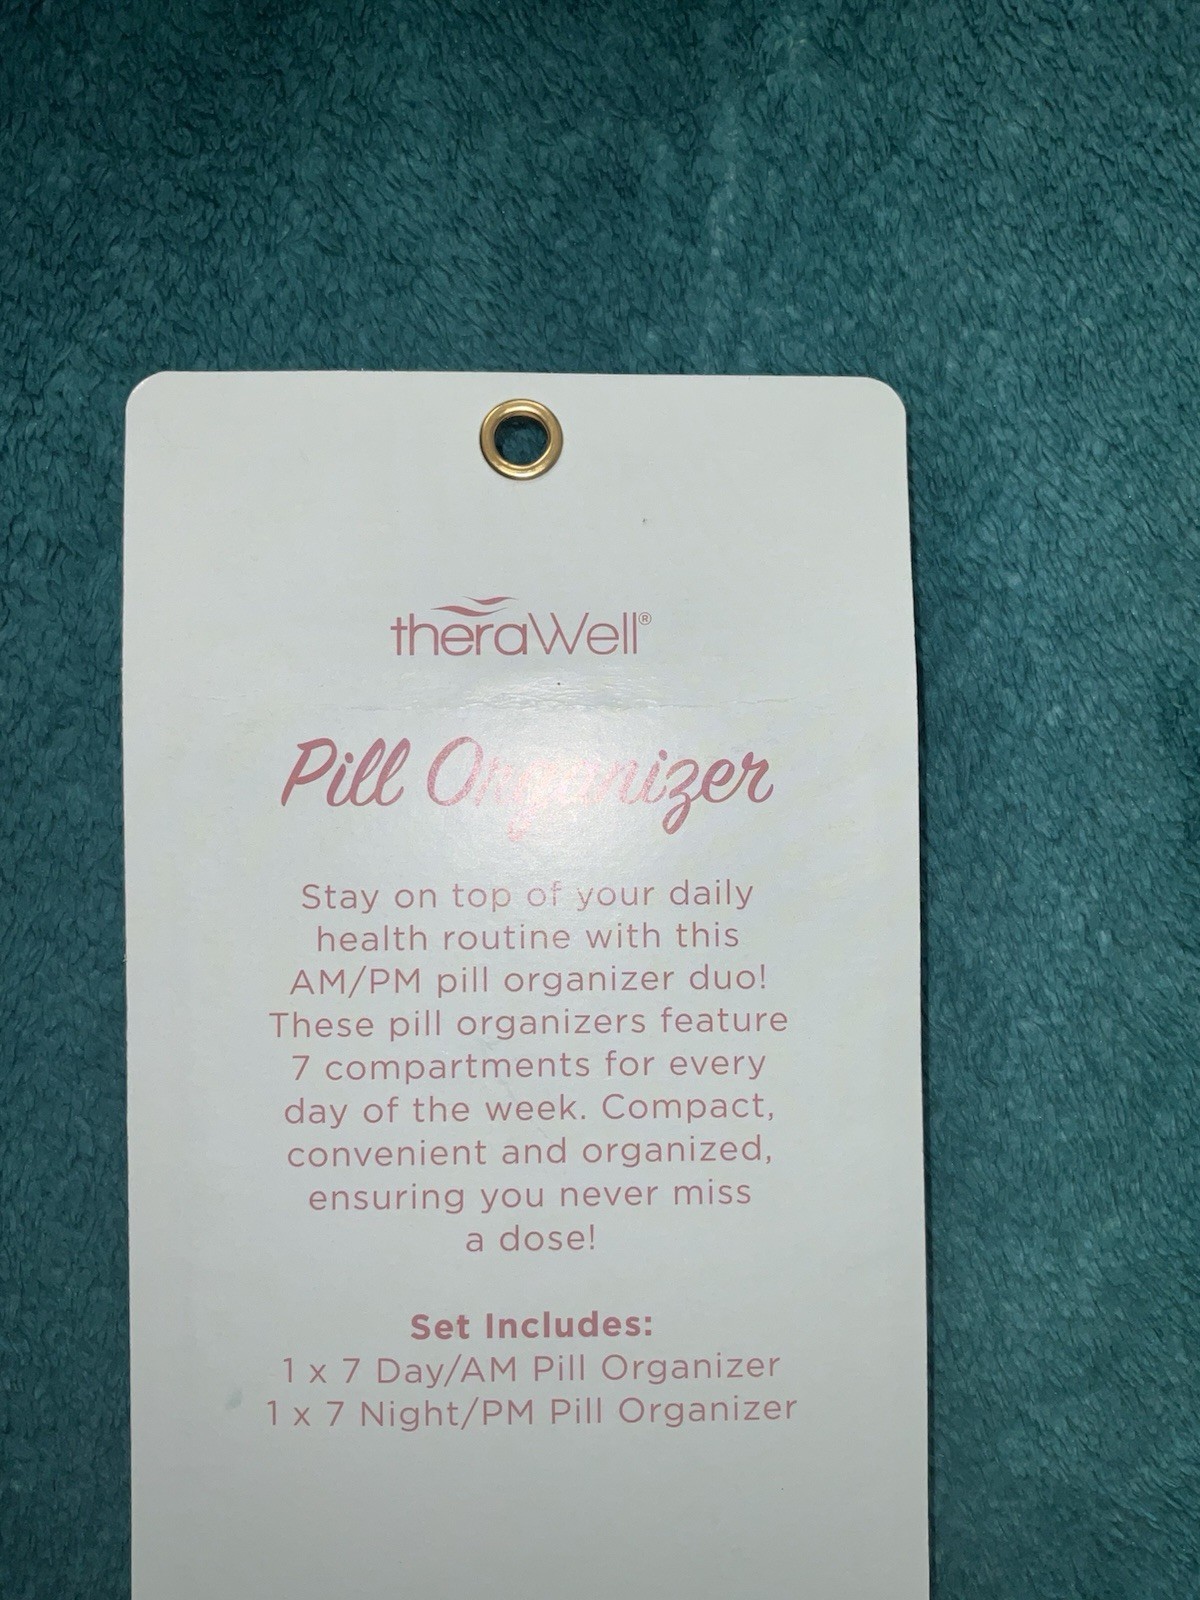 theraWell®
Pill Organizer
Stay on top of your daily
health routine with this
AM/PM pill organizer duo!
These pill organizers feature
7 compartments for every
day of the week. Compact,
convenient and organized,
ensuring you never miss
a dose!
Set Includes:
1 x 7 Day/AM Pill Organizer
1 x 7 Night/PM Pill Organizer